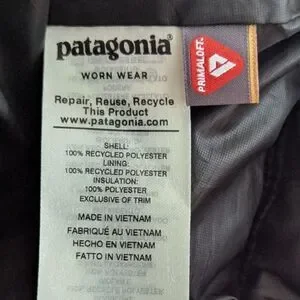 patagonia®
WORN WEAR
Repair, Reuse, Recycle
This Product
www.patagonia.com
SHELL:
100% RECYCLED POLYESTER
LINING:
100% RECYCLED POLYESTER
INSULATION:
100% POLYESTER
EXCLUSIVE OF TRIM
MADE IN VIETNAM
FABRIQUÉ AU VIETNAM
HECHO EN VIETNAM
FATTO IN VIETNAM
PRIMALOFT